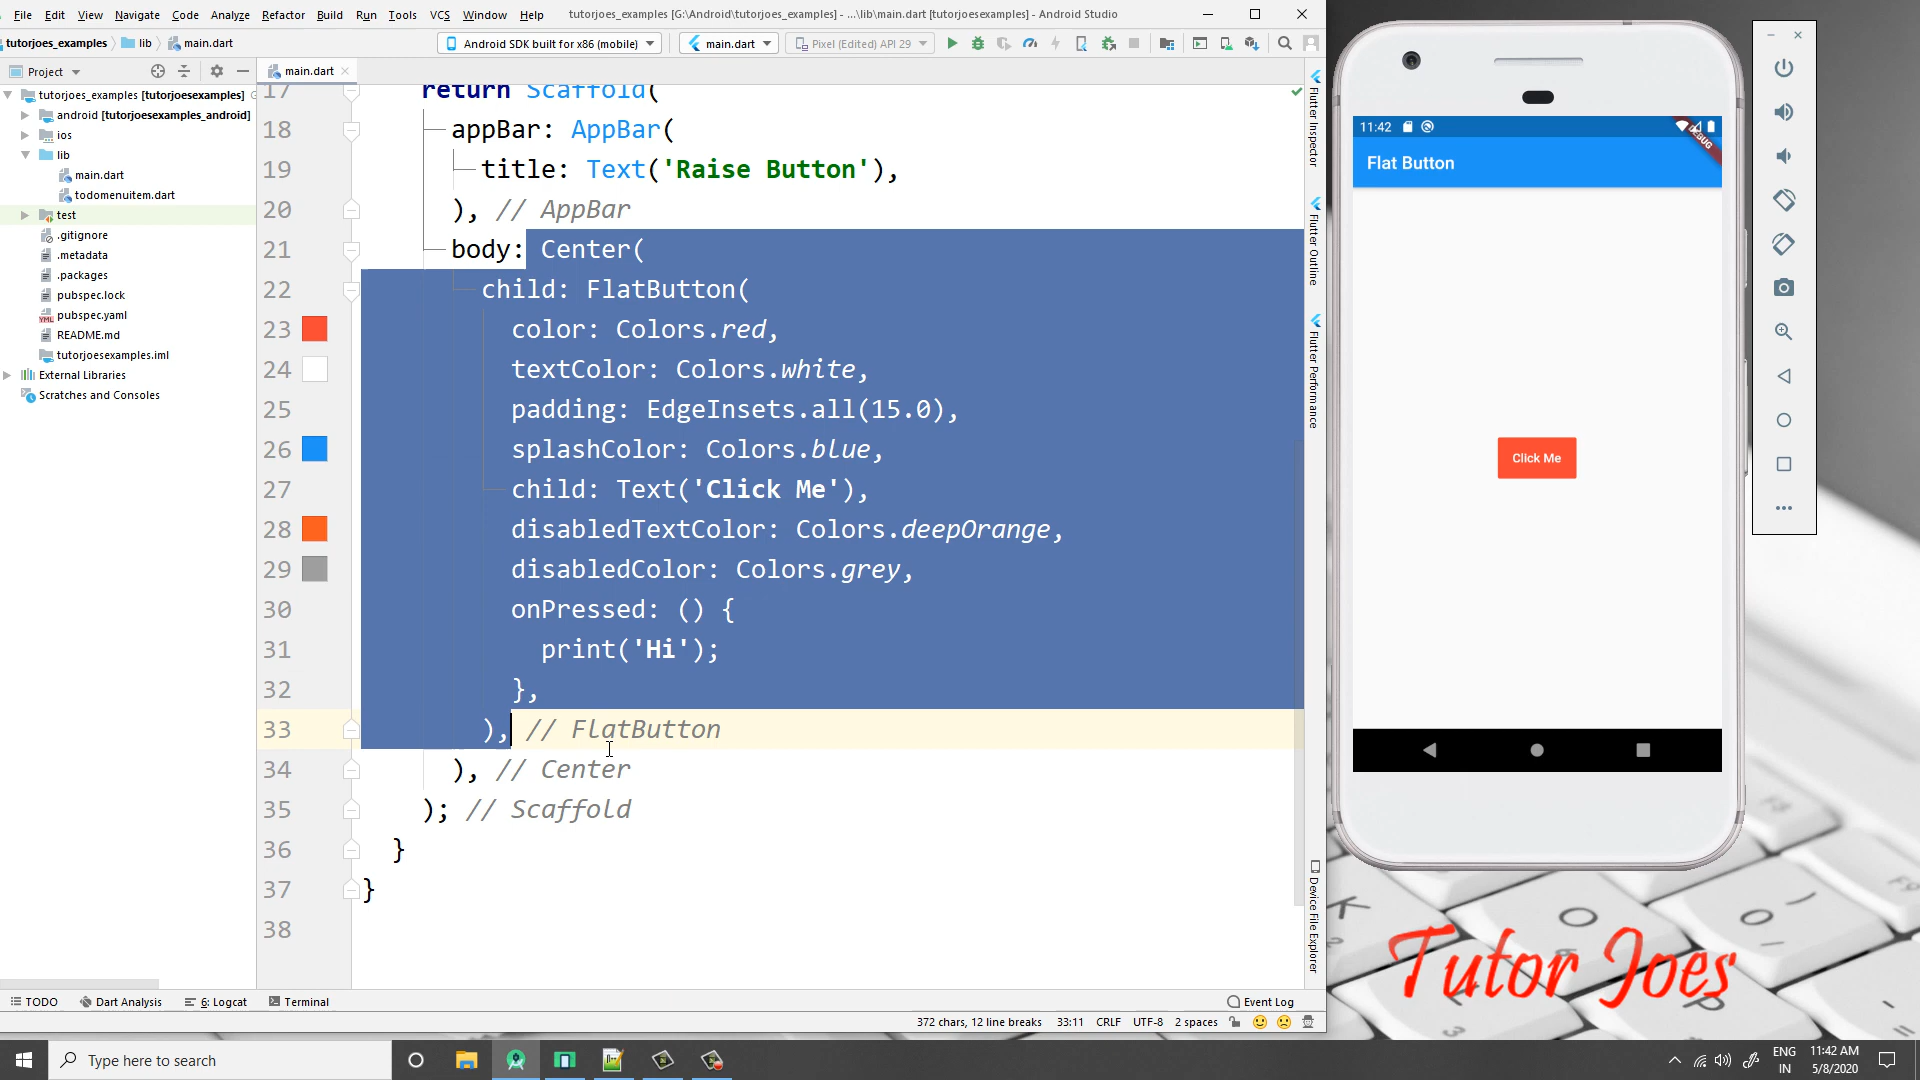 File Edit View Navigate Code Analyze Refactor Build Run Tools VCS Window Help tutorjoes_examples [G:\Android\tutorjoes_examples] - ...\lib\main.dart [tutorjoesexamples] - Android Studio
tutorjoes_examples lib main.dart Android SDK built for x86 (mobile) main.dart Pixel (Edited) API 29
Project main.dart
tutorjoes_examples [tutorjoesexamples]
android [tutorjoesexamples_android]
ios
lib
main.dart
todomenuitem.dart
test
.gitignore
.metadata
.packages
pubspec.lock
pubspec.yaml
README.md
tutorjoesexamples.iml
External Libraries
Scratches and Consoles
17 return Scaffold(
18 appBar: AppBar(
19 title: Text('Raise Button'),
20 ), // AppBar
21 body: Center(
22 child: FlatButton(
23 color: Colors.red,
24 textColor: Colors.white,
25 padding: EdgeInsets.all(15.0),
26 splashColor: Colors.blue,
27 child: Text('Click Me'),
28 disabledTextColor: Colors.deepOrange,
29 disabledColor: Colors.grey,
30 onPressed: () {
31 print('Hi');
32 },
33 ), // FlatButton
34 ), // Center
35 ); // Scaffold
36 }
37 }
38
Flutter Inspector
Flutter Outline
Flutter Performance
Device File Explorer
11:42
DEBUG
Flat Button
Click Me
Tutor Joes
TODO Dart Analysis 6: Logcat Terminal Event Log
372 chars, 12 line breaks 33:11 CRLF UTF-8 2 spaces
Type here to search
ENG
IN
11:42 AM
5/8/2020